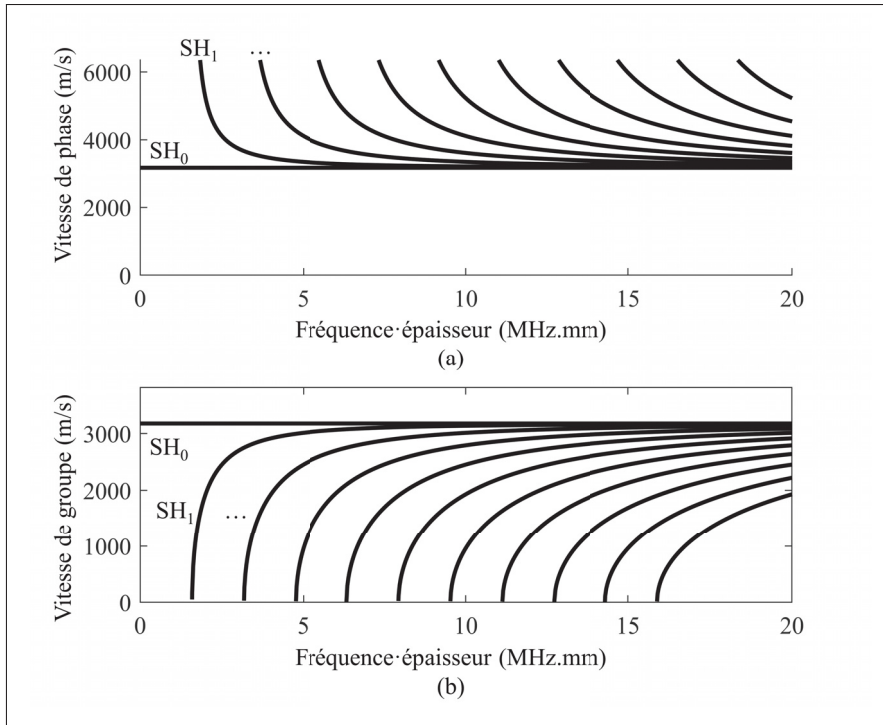 Vitesse de phase (m/s)
6000
4000
2000
0
SH1
...
SH0
0 5 10 15 20
Fréquence·épaisseur (MHz.mm)
(a)
Vitesse de groupe (m/s)
3000
2000
1000
0
SH0
SH1
...
0 5 10 15 20
Fréquence·épaisseur (MHz.mm)
(b)